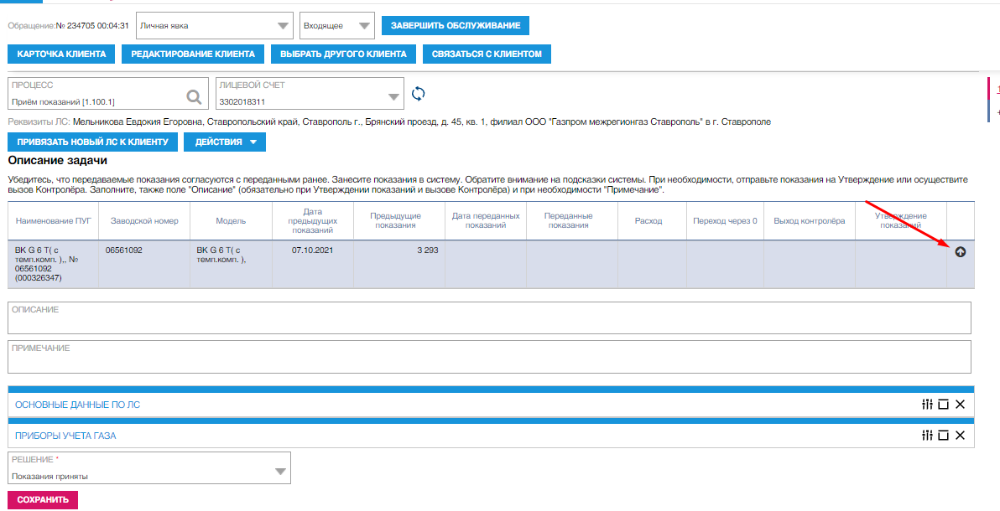 Обращение:№ 234705 00:04:31 Личная явка Входящее ЗАВЕРШИТЬ ОБСЛУЖИВАНИЕ
КАРТОЧКА КЛИЕНТА РЕДАКТИРОВАНИЕ КЛИЕНТА ВЫБРАТЬ ДРУГОГО КЛИЕНТА СВЯЗАТЬСЯ С КЛИЕНТОМ
ПРОЦЕСС
Приём показаний [1.100.1]
ЛИЦЕВОЙ СЧЕТ
3302018311
Реквизиты ЛС: Мельникова Евдокия Егоровна, Ставропольский край, Ставрополь г., Брянский проезд, д. 45, кв. 1, филиал ООО "Газпром межрегионгаз Ставрополь" в г. Ставрополе
ПРИВЯЗАТЬ НОВЫЙ ЛС К КЛИЕНТУ ДЕЙСТВИЯ
Описание задачи
Убедитесь, что передаваемые показания согласуются с переданными ранее. Занесите показания в систему. Обратите внимание на подсказки системы. При необходимости, отправьте показания на Утверждение или осуществите
вызов Контролёра. Заполните, также поле "Описание" (обязательно при Утверждении показаний и вызове Контролёра) и при необходимости "Примечание".
Наименование ПУГ
Заводской номер
Модель
Дата
предыдущих
показаний
Предыдущие
показания
Дата переданных
показаний
Переданные
показания
Расход
Переход через 0
Выход контролёра
Утверждение
показаний
BK G 6 T( с
темп.комп. ),, №
06561092
(000326347)
06561092
BK G 6 T( с
темп.комп. ),
07.10.2021
3 293
ОПИСАНИЕ
ПРИМЕЧАНИЕ
ОСНОВНЫЕ ДАННЫЕ ПО ЛС
ПРИБОРЫ УЧЕТА ГАЗА
РЕШЕНИЕ *
Показания приняты
СОХРАНИТЬ